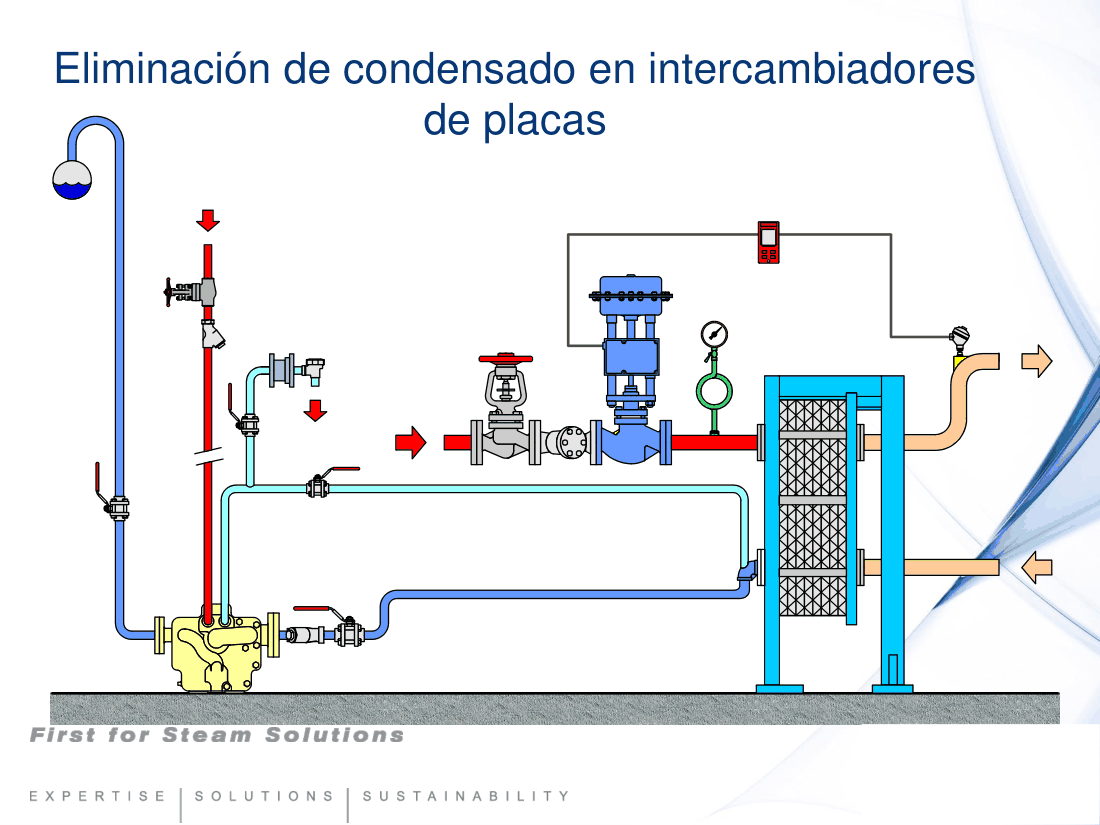 Eliminación de condensado en intercambiadores
de placas
First for Steam Solutions
EXPERTISE | SOLUTIONS | SUSTAINABILITY